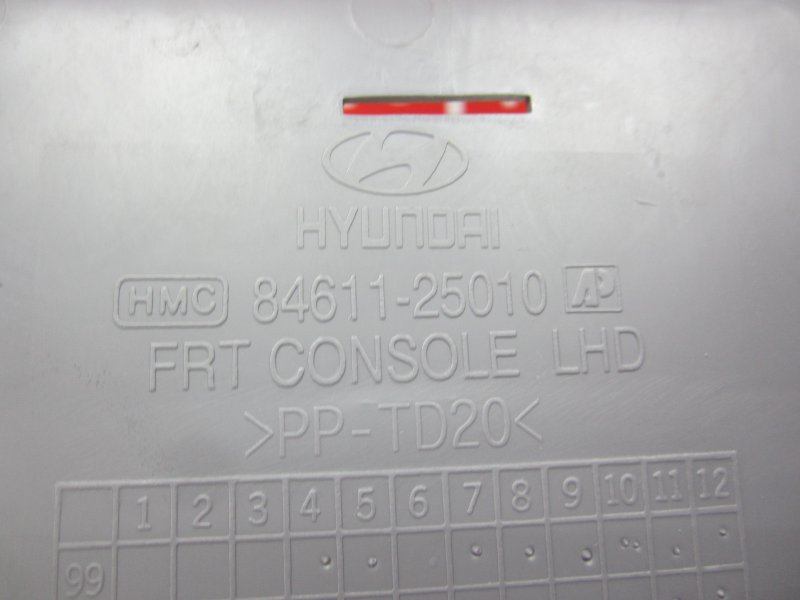 HYUNDAI
HMC 84611-25010 AP
FRT CONSOLE LHD
>PP-TD20<
1 2 3 4 5 6 7 8 9 10 11 12
99